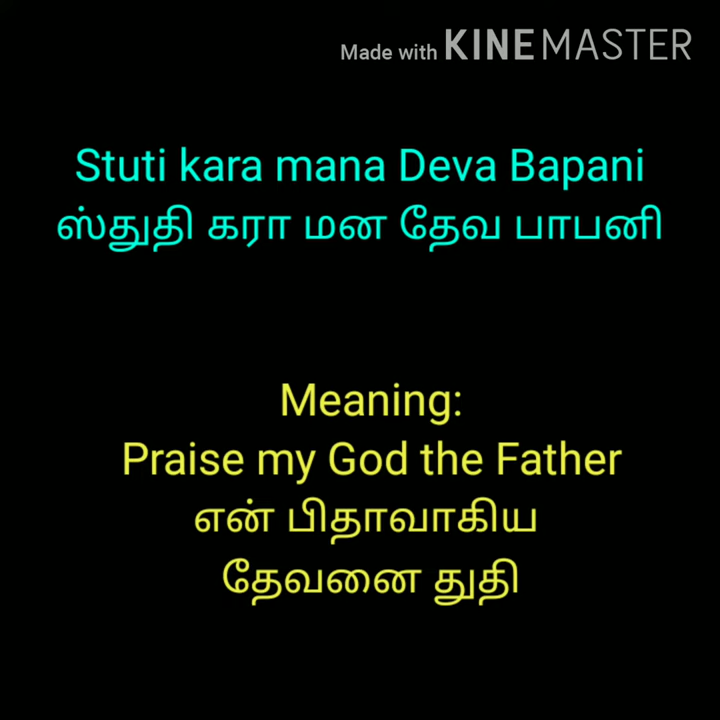 Made with KINEMASTER
Stuti kara mana Deva Bapani
ஸ்துதி கரா மன தேவ பாபனி
Meaning:
Praise my God the Father
என் பிதாவாகிய
தேவனை துதி